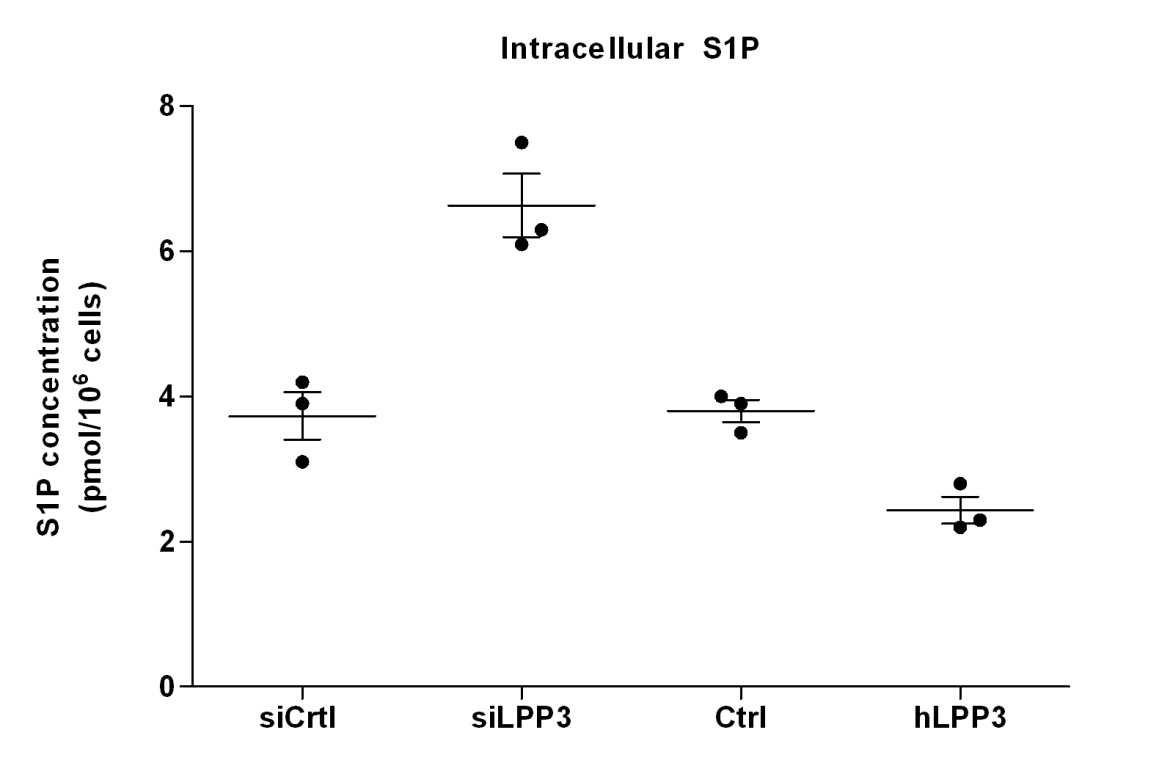 Intracellular S1P
S1P concentration
(pmol/10⁶ cells)
8
6
4
2
0
siCrtl
siLPP3
Ctrl
hLPP3